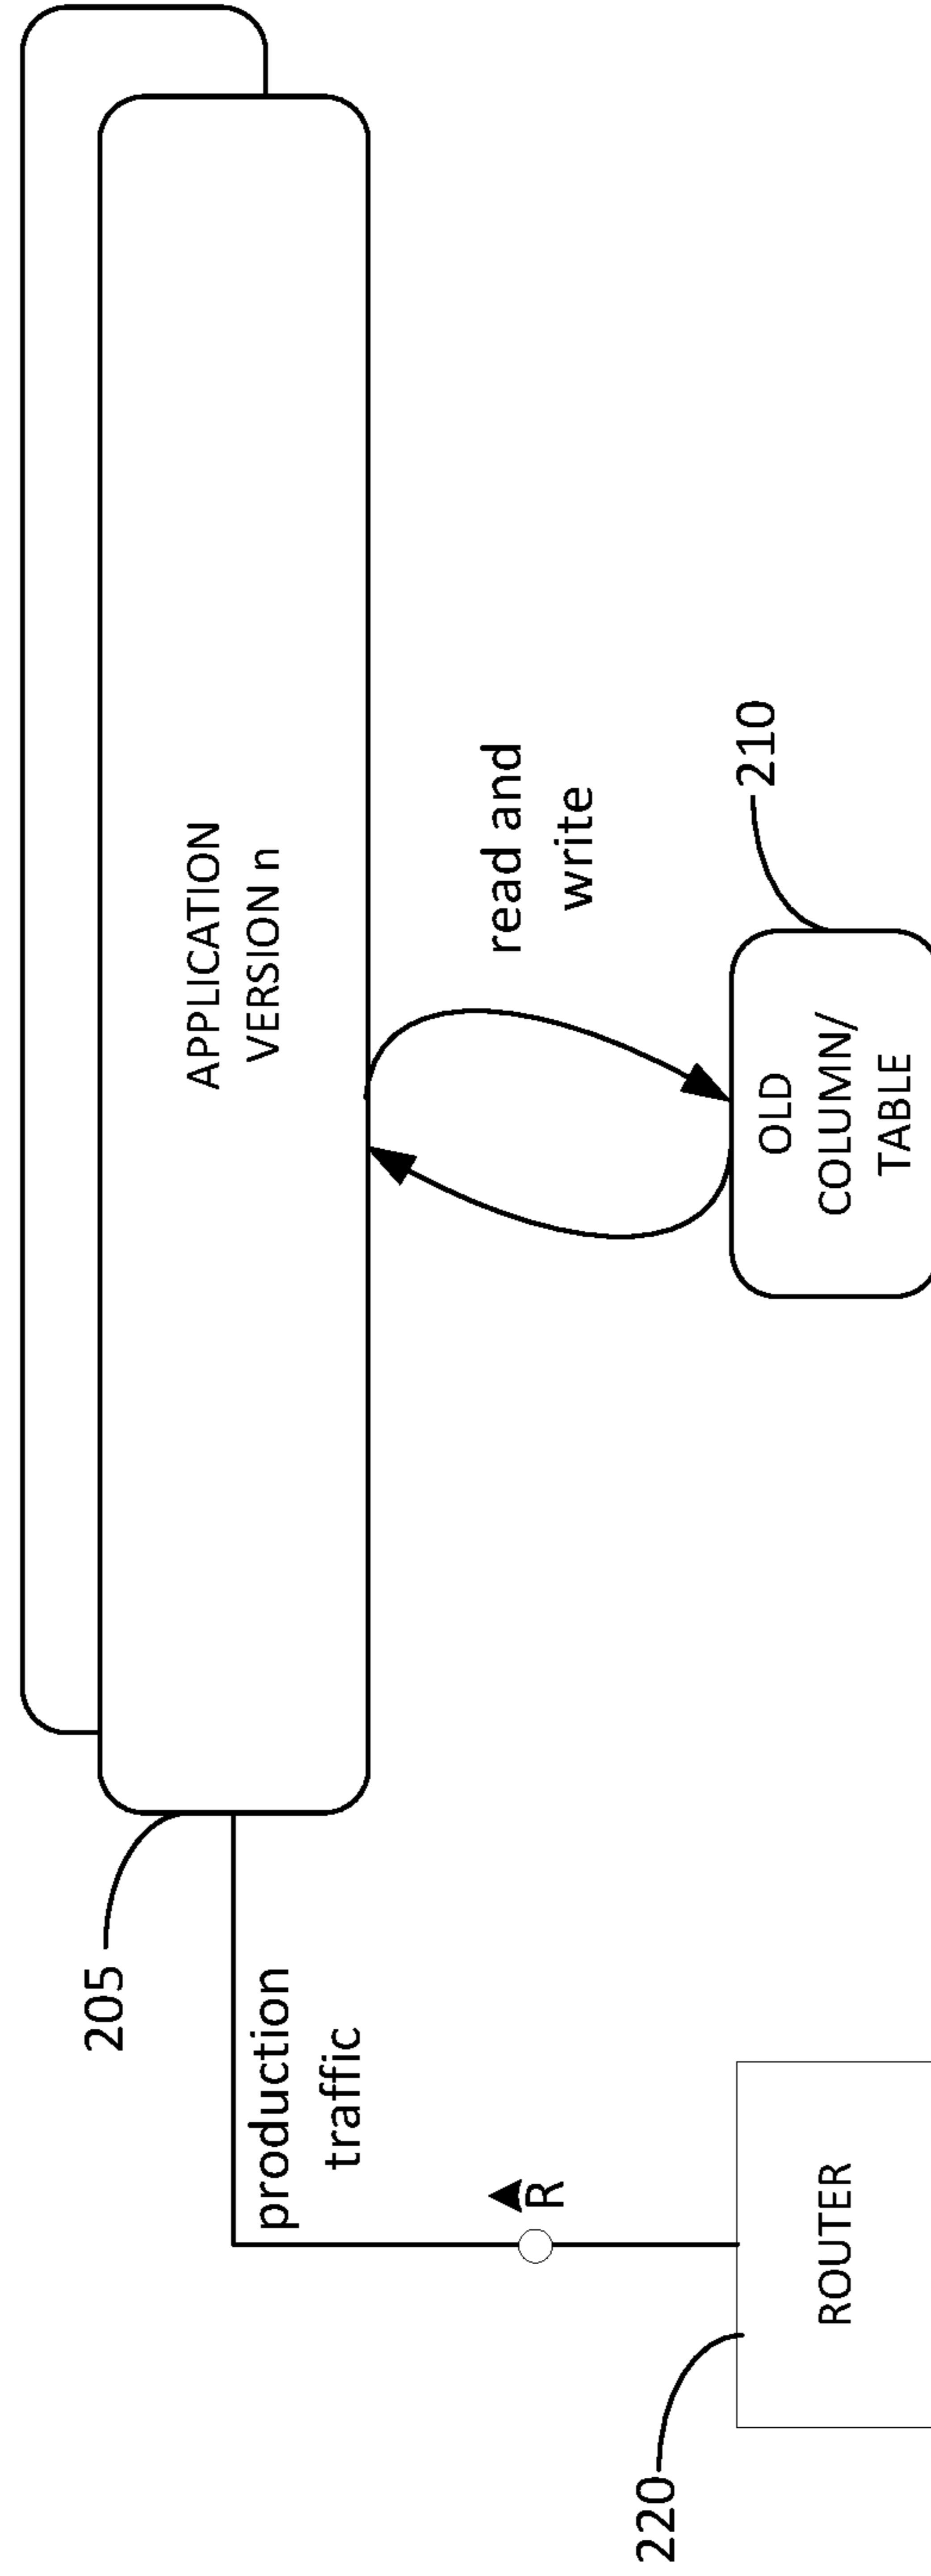 205
APPLICATION
VERSION n
production
traffic
read and
write
R
220
ROUTER
210
OLD
COLUMN/
TABLE